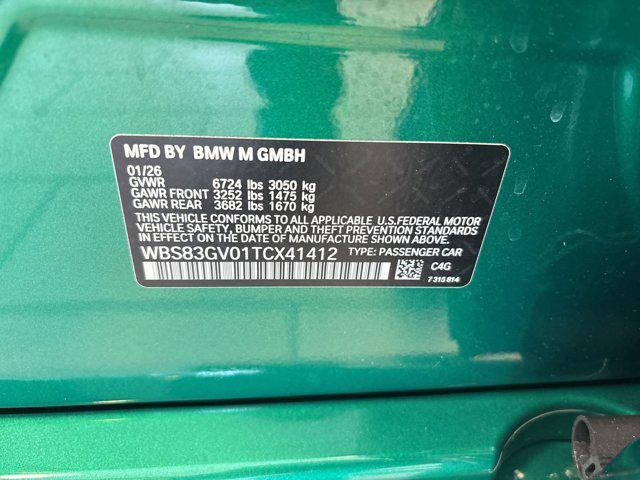 MFD BY BMW M GMBH
01/26
GVWR 6724 lbs 3050 kg
GAWR FRONT 3252 lbs 1475 kg
GAWR REAR 3682 lbs 1670 kg
THIS VEHICLE CONFORMS TO ALL APPLICABLE U.S.FEDERAL MOTOR
VEHICLE SAFETY, BUMPER AND THEFT PREVENTION STANDARDS
IN EFFECT ON THE DATE OF MANUFACTURE SHOWN ABOVE.
WBS83GV01TCX41412 TYPE: PASSENGER CAR
C4G
7 315 814